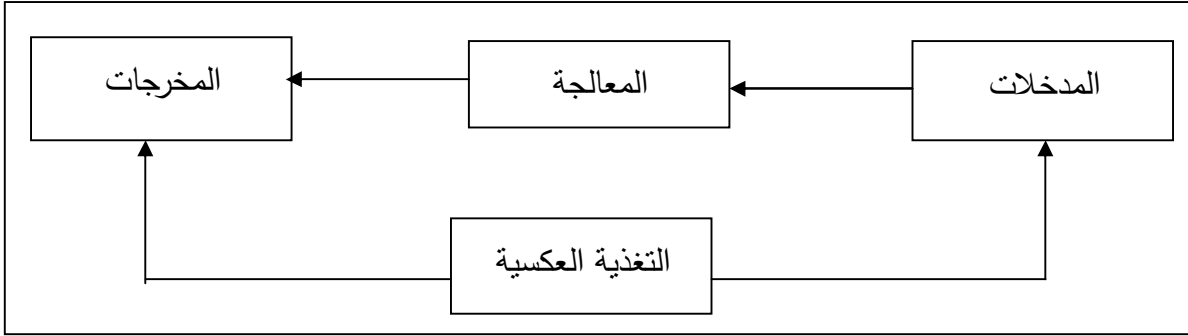 المدخلات
المعالجة
المخرجات
التغذية العكسية